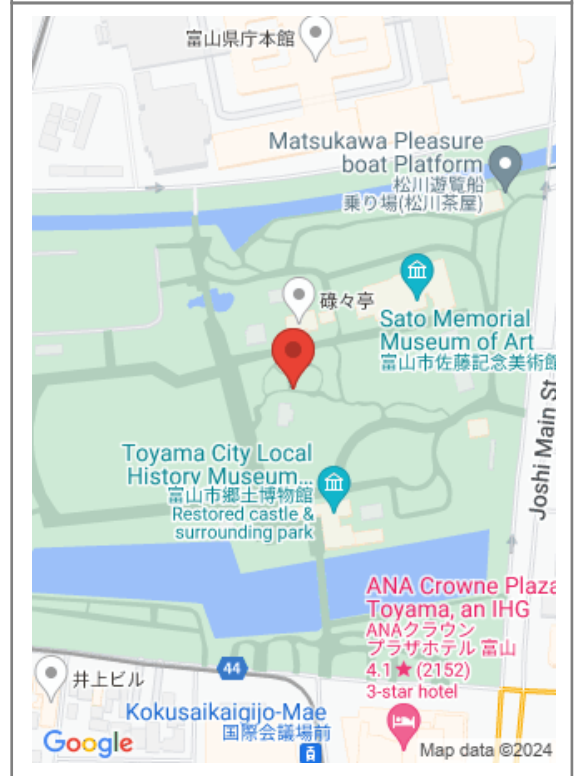 富山県庁本館
Matsukawa Pleasure
boat Platform
松川遊覧船
乗り場(松川茶屋)
碌々亭
Sato Memorial
Museum of Art
富山市佐藤記念美術館
Joshi Main St
Toyama City Local
History Museum...
富山市郷土博物館
Restored castle &
surrounding park
ANA Crowne Plaza
Toyama, an IHG
ANAクラウン
プラザホテル 富山
4.1★ (2152)
3-star hotel
44
井上ビル
Kokusaikaigijo-Mae
国際会議場前
Google
Map data ©2024